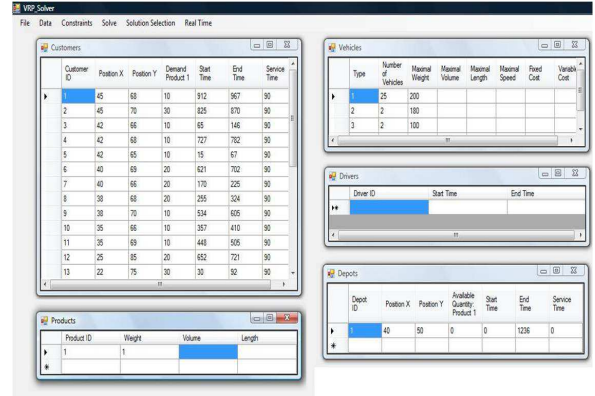 VRP_Solver
File Data Constraints Solve Solution Selection Real Time
Customers
Customer ID Position X Position Y Demand Product 1 Start Time End Time Service Time
1 45 68 10 912 967 90
2 45 70 30 825 870 90
3 42 66 10 65 146 90
4 42 68 10 727 782 90
5 42 65 10 15 67 90
6 40 69 20 621 702 90
7 40 66 20 170 225 90
8 38 68 20 255 324 90
9 38 70 10 534 605 90
10 35 66 10 357 410 90
11 35 69 10 448 505 90
12 25 85 20 652 721 90
13 22 75 30 30 92 90
Products
Product ID Weight Volume Length
1 1
Vehicles
Type Number of Vehicles Maximal Weight Maximal Volume Maximal Length Maximal Speed Fixed Cost Variable Cost
1 25 200
2 2 180
3 2 100
Drivers
Driver ID Start Time End Time
Depots
Depot ID Position X Position Y Available Quantity: Product 1 Start Time End Time Service Time
1 40 50 0 0 1236 0